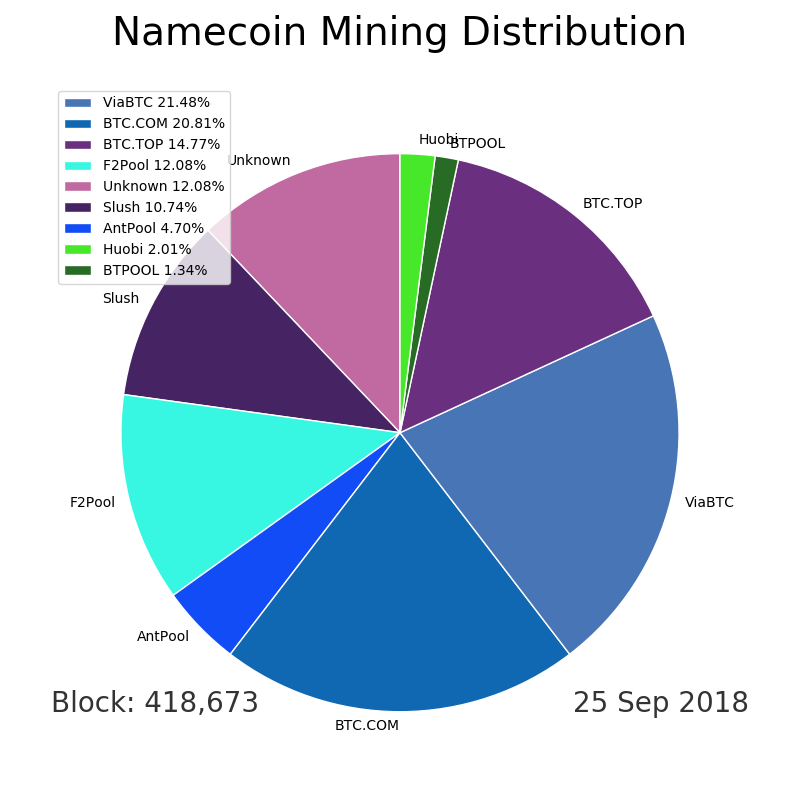 Namecoin Mining Distribution
ViaBTC 21.48%
BTC.COM 20.81%
BTC.TOP 14.77%
F2Pool 12.08%
Unknown 12.08%
Slush 10.74%
AntPool 4.70%
Huobi 2.01%
BTPOOL 1.34%
Huobi
BTPOOL
Unknown
BTC.TOP
Slush
F2Pool
ViaBTC
AntPool
BTC.COM
Block: 418,673
25 Sep 2018